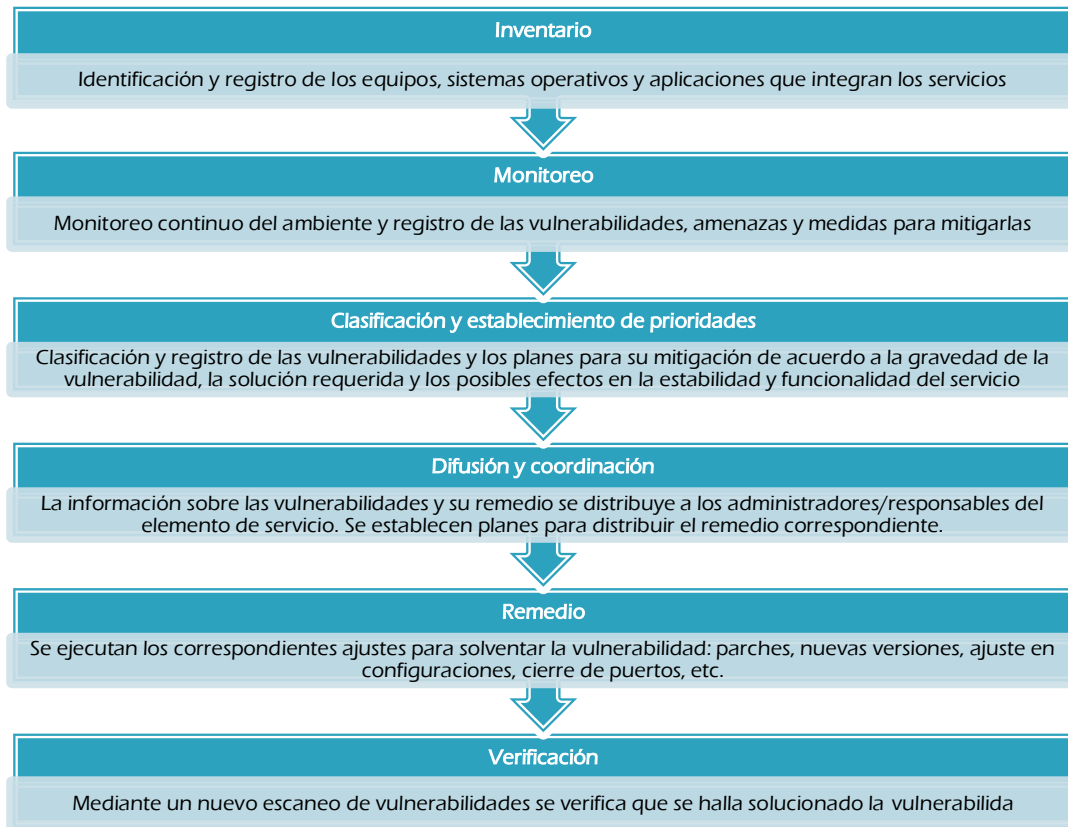 Inventario
Identificación y registro de los equipos, sistemas operativos y aplicaciones que integran los servicios
Monitoreo
Monitoreo continuo del ambiente y registro de las vulnerabilidades, amenazas y medidas para mitigarlas
Clasificación y establecimiento de prioridades
Clasificación y registro de las vulnerabilidades y los planes para su mitigación de acuerdo a la gravedad de la
vulnerabilidad, la solución requerida y los posibles efectos en la estabilidad y funcionalidad del servicio
Difusión y coordinación
La información sobre las vulnerabilidades y su remedio se distribuye a los administradores/responsables del
elemento de servicio. Se establecen planes para distribuir el remedio correspondiente.
Remedio
Se ejecutan los correspondientes ajustes para solventar la vulnerabilidad: parches, nuevas versiones, ajuste en
configuraciones, cierre de puertos, etc.
Verificación
Mediante un nuevo escaneo de vulnerabilidades se verifica que se halla solucionado la vulnerabilida